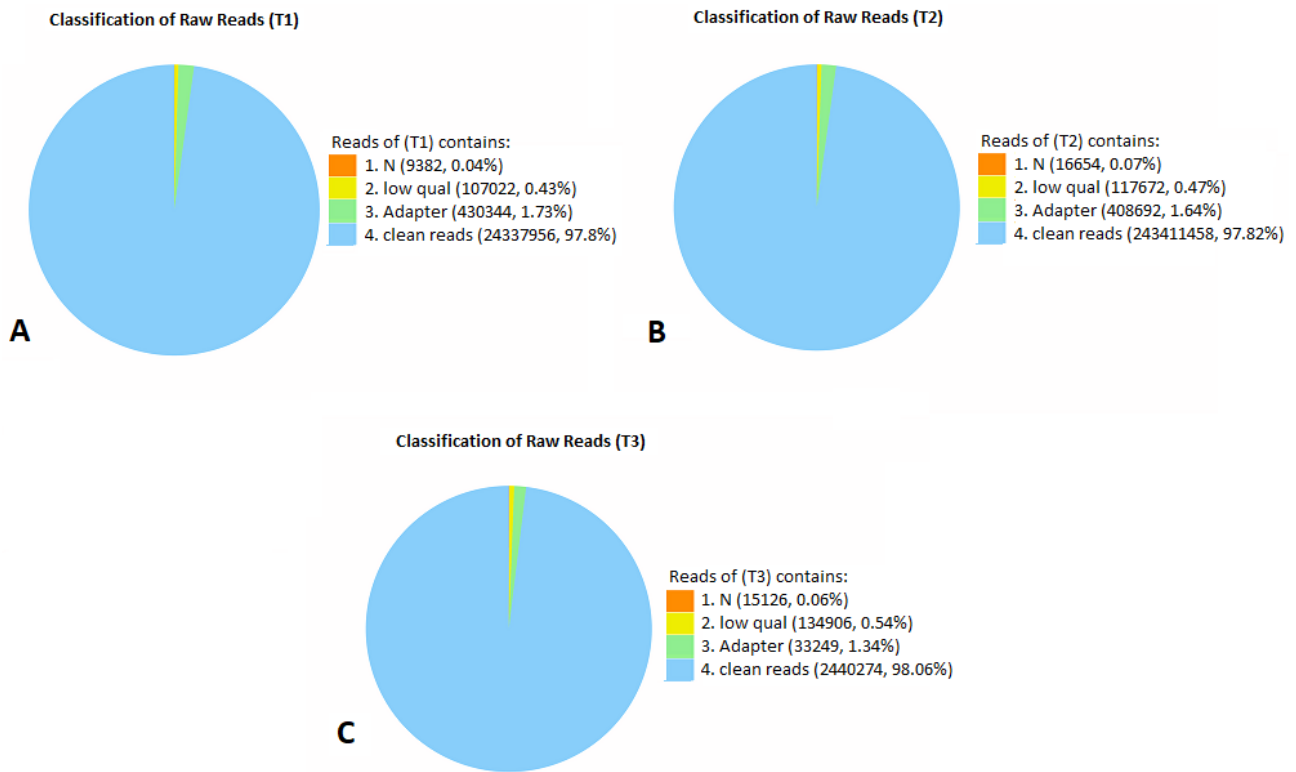 Classification of Raw Reads (T1)
Reads of (T1) contains:
1. N (9382, 0.04%)
2. low qual (107022, 0.43%)
3. Adapter (430344, 1.73%)
4. clean reads (24337956, 97.8%)
A
Classification of Raw Reads (T2)
Reads of (T2) contains:
1. N (16654, 0.07%)
2. low qual (117672, 0.47%)
3. Adapter (408692, 1.64%)
4. clean reads (243411458, 97.82%)
B
Classification of Raw Reads (T3)
Reads of (T3) contains:
1. N (15126, 0.06%)
2. low qual (134906, 0.54%)
3. Adapter (33249, 1.34%)
4. clean reads (2440274, 98.06%)
C